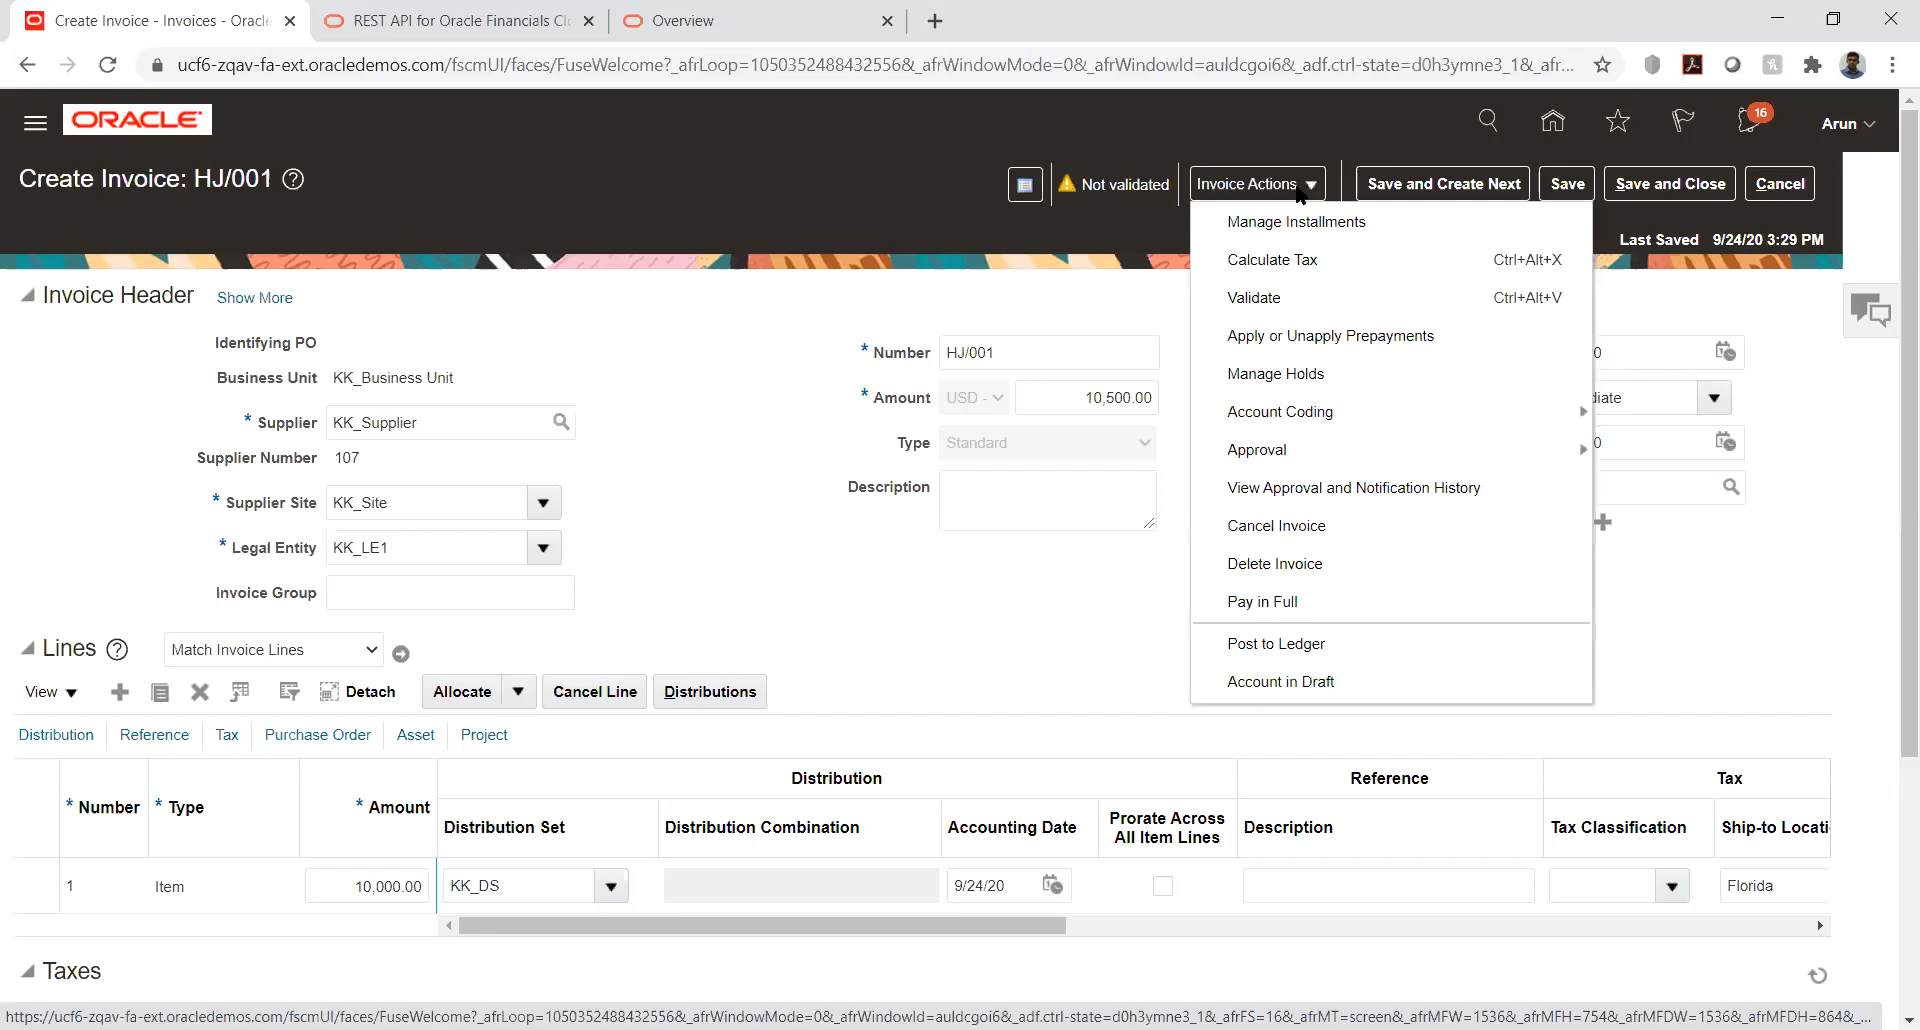 Create Invoice - Invoices - Oracle
REST API for Oracle Financials Clo
Overview
ucf6-zqav-fa-ext.oracledemos.com/fscmUI/faces/FuseWelcome?_afrLoop=10503524884432556&_afrWindowMode=0&_afrWindowId=auldcgoi6&_adf.ctrl-state=d0h3ymne3_1&_afr...
ORACLE
16
Arun
Create Invoice: HJ/001
Not validated
Invoice Actions
Save and Create Next
Save
Save and Close
Cancel
Last Saved 9/24/20 3:29 PM
Manage Installments
Calculate Tax Ctrl+Alt+X
Validate Ctrl+Alt+V
Apply or Unapply Prepayments
Manage Holds
Account Coding
Approval
View Approval and Notification History
Cancel Invoice
Delete Invoice
Pay in Full
Post to Ledger
Account in Draft
Invoice Header Show More
Identifying PO
Business Unit KK_Business Unit
* Supplier KK_Supplier
Supplier Number 107
* Supplier Site KK_Site
* Legal Entity KK_LE1
Invoice Group
* Number HJ/001
* Amount USD - 10,500.00
Type Standard
Description
0
diate
0
Lines ? Match Invoice Lines
View Detach Allocate Cancel Line Distributions
Distribution Reference Tax Purchase Order Asset Project
Distribution Reference Tax
* Number * Type * Amount Distribution Set Distribution Combination Accounting Date Prorate Across All Item Lines Description Tax Classification Ship-to Locati
1 Item 10,000.00 KK_DS 9/24/20 Florida
Taxes
https://ucf6-zqav-fa-ext.oracledemos.com/fscmUI/faces/FuseWelcome?_afrLoop=1050352488432556&_afrWindowMode=0&_afrWindowId=auldcgoi6&_adf.ctrl-state=d0h3ymne3_1&_afrFS=16&_afrMT=screen&_afrMFW=1536&_afrMFH=754&_afrMFDW=1536&_afrMFDH=864&_...